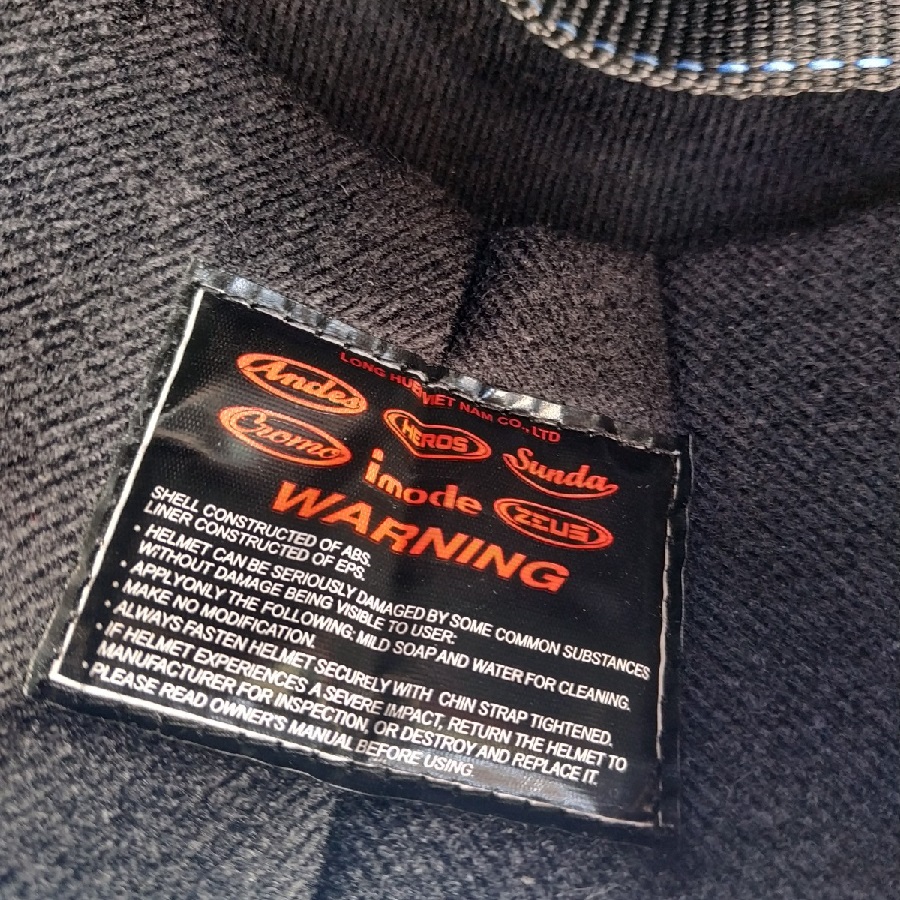 LONG HUEI VIET NAM CO., LTD
Andes
Cromo
HEROS
Sunda
imode
ZEUS
WARNING
SHELL CONSTRUCTED OF ABS.
LINER CONSTRUCTED OF EPS.
• HELMET CAN BE SERIOUSLY DAMAGED BY SOME COMMON SUBSTANCES
WITHOUT DAMAGE BEING VISIBLE TO USER:
• APPLYONLY THE FOLLOWING: MILD SOAP AND WATER FOR CLEANING.
• MAKE NO MODIFICATION.
• ALWAYS FASTEN HELMET SECURELY WITH CHIN STRAP TIGHTENED.
• IF HELMET EXPERIENCES A SEVERE IMPACT, RETURN THE HELMET TO
MANUFACTURER FOR INSPECTION, OR DESTROY AND REPLACE IT.
• PLEASE READ OWNER'S MANUAL BEFORE USING.